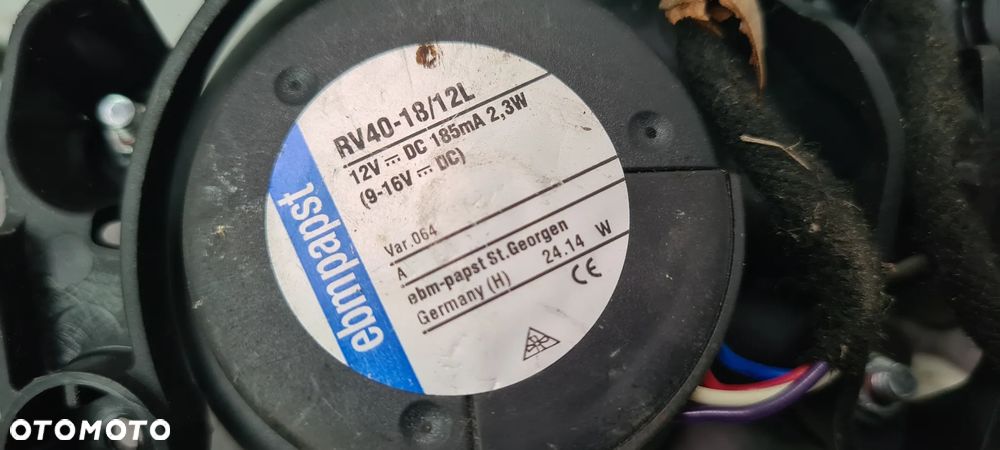 ebmpapst
RV40-18/12L
12V ⎓ DC 185mA 2,3W
(9-16V ⎓ DC)
Var.064
A
ebm-papst St.Georgen
Germany (H) 24.14 W
CE
OTOMOTO